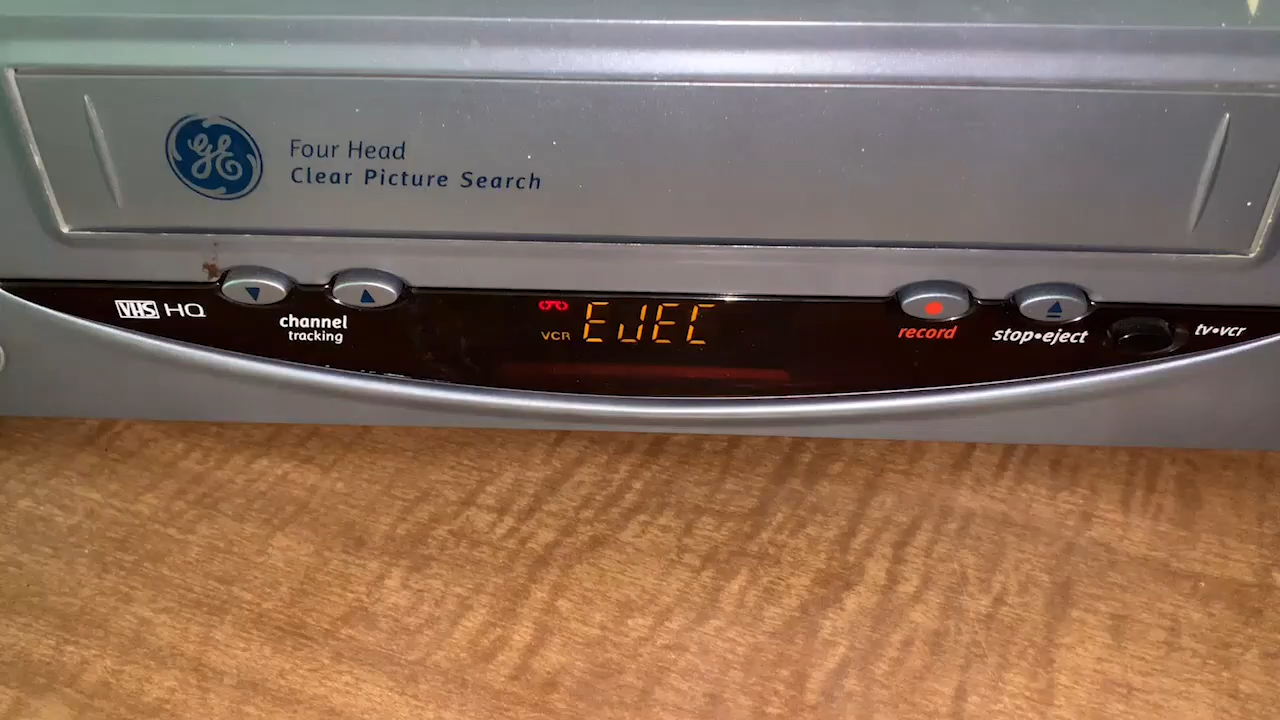 GE
Four Head
Clear Picture Search
VHS HQ
channel
tracking
VCR EJEC
record
stop•eject
tv•vcr